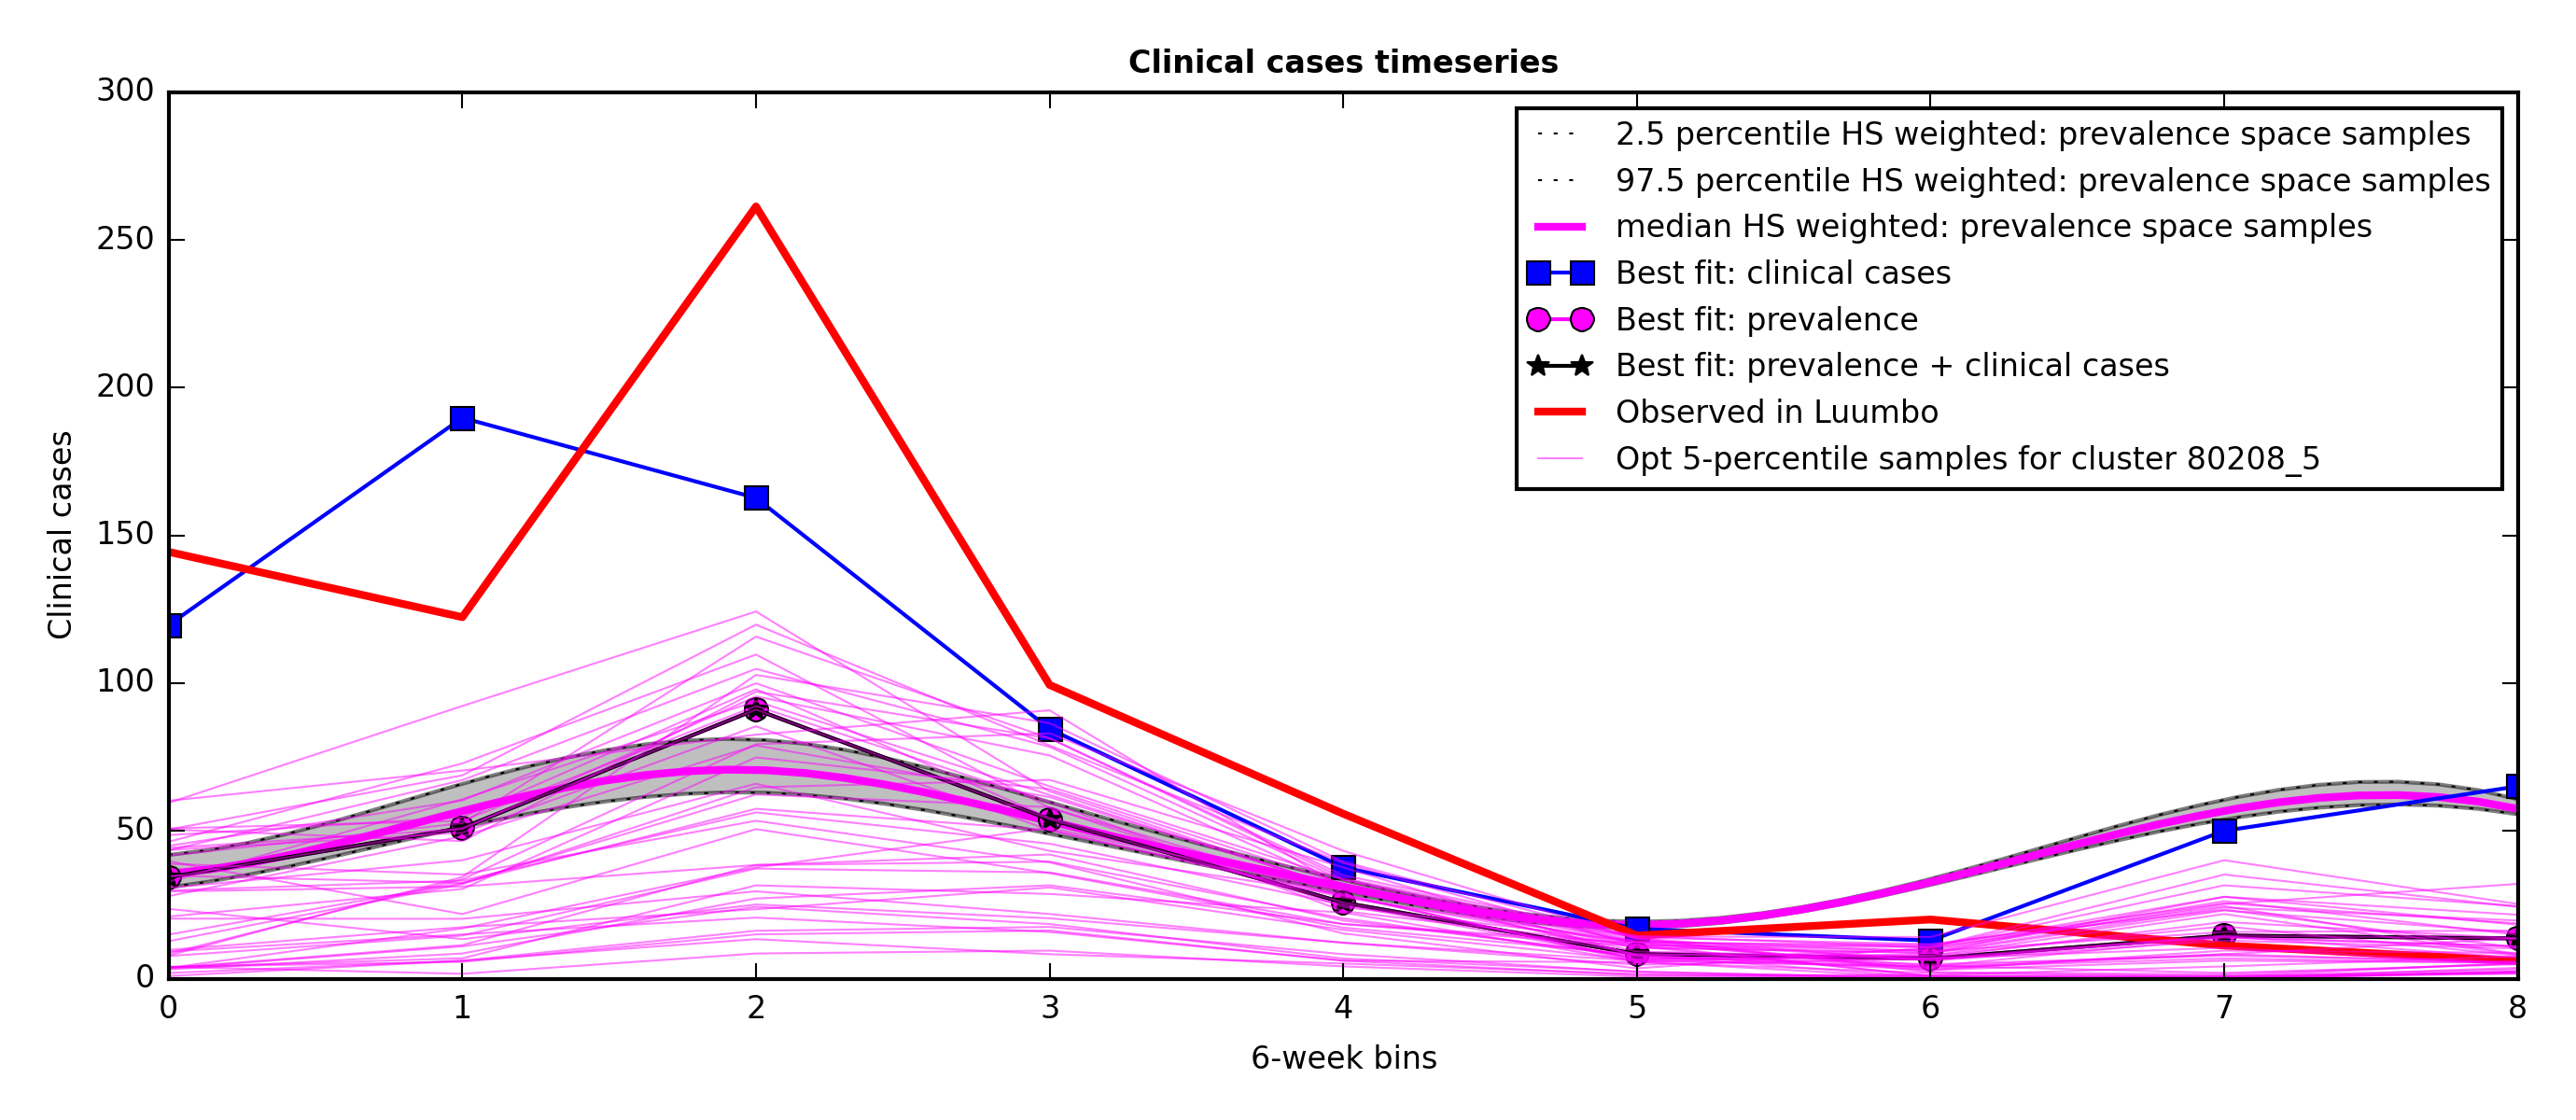 Clinical cases timeseries
300
250
200
150
100
50
0
Clinical cases
2.5 percentile HS weighted: prevalence space samples
97.5 percentile HS weighted: prevalence space samples
median HS weighted: prevalence space samples
Best fit: clinical cases
Best fit: prevalence
Best fit: prevalence + clinical cases
Observed in Luumbo
Opt 5-percentile samples for cluster 80208_5
0 1 2 3 4 5 6 7 8
6-week bins